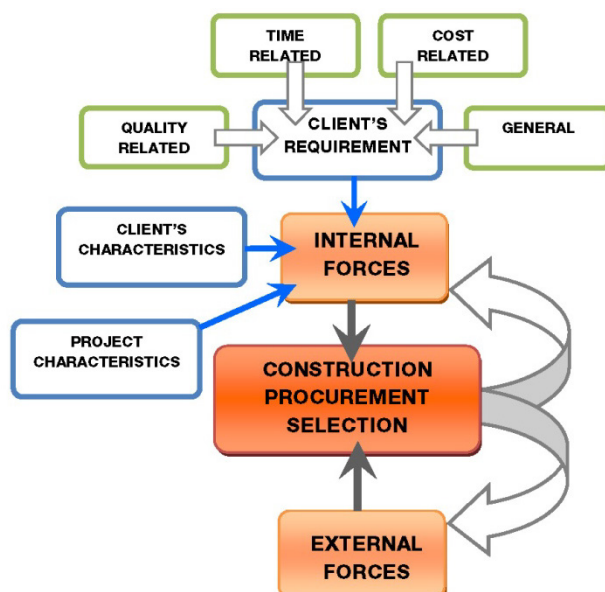 TIME
RELATED
COST
RELATED
QUALITY
RELATED
CLIENT'S
REQUIREMENT
GENERAL
CLIENT'S
CHARACTERISTICS
INTERNAL
FORCES
PROJECT
CHARACTERISTICS
CONSTRUCTION
PROCUREMENT
SELECTION
EXTERNAL
FORCES